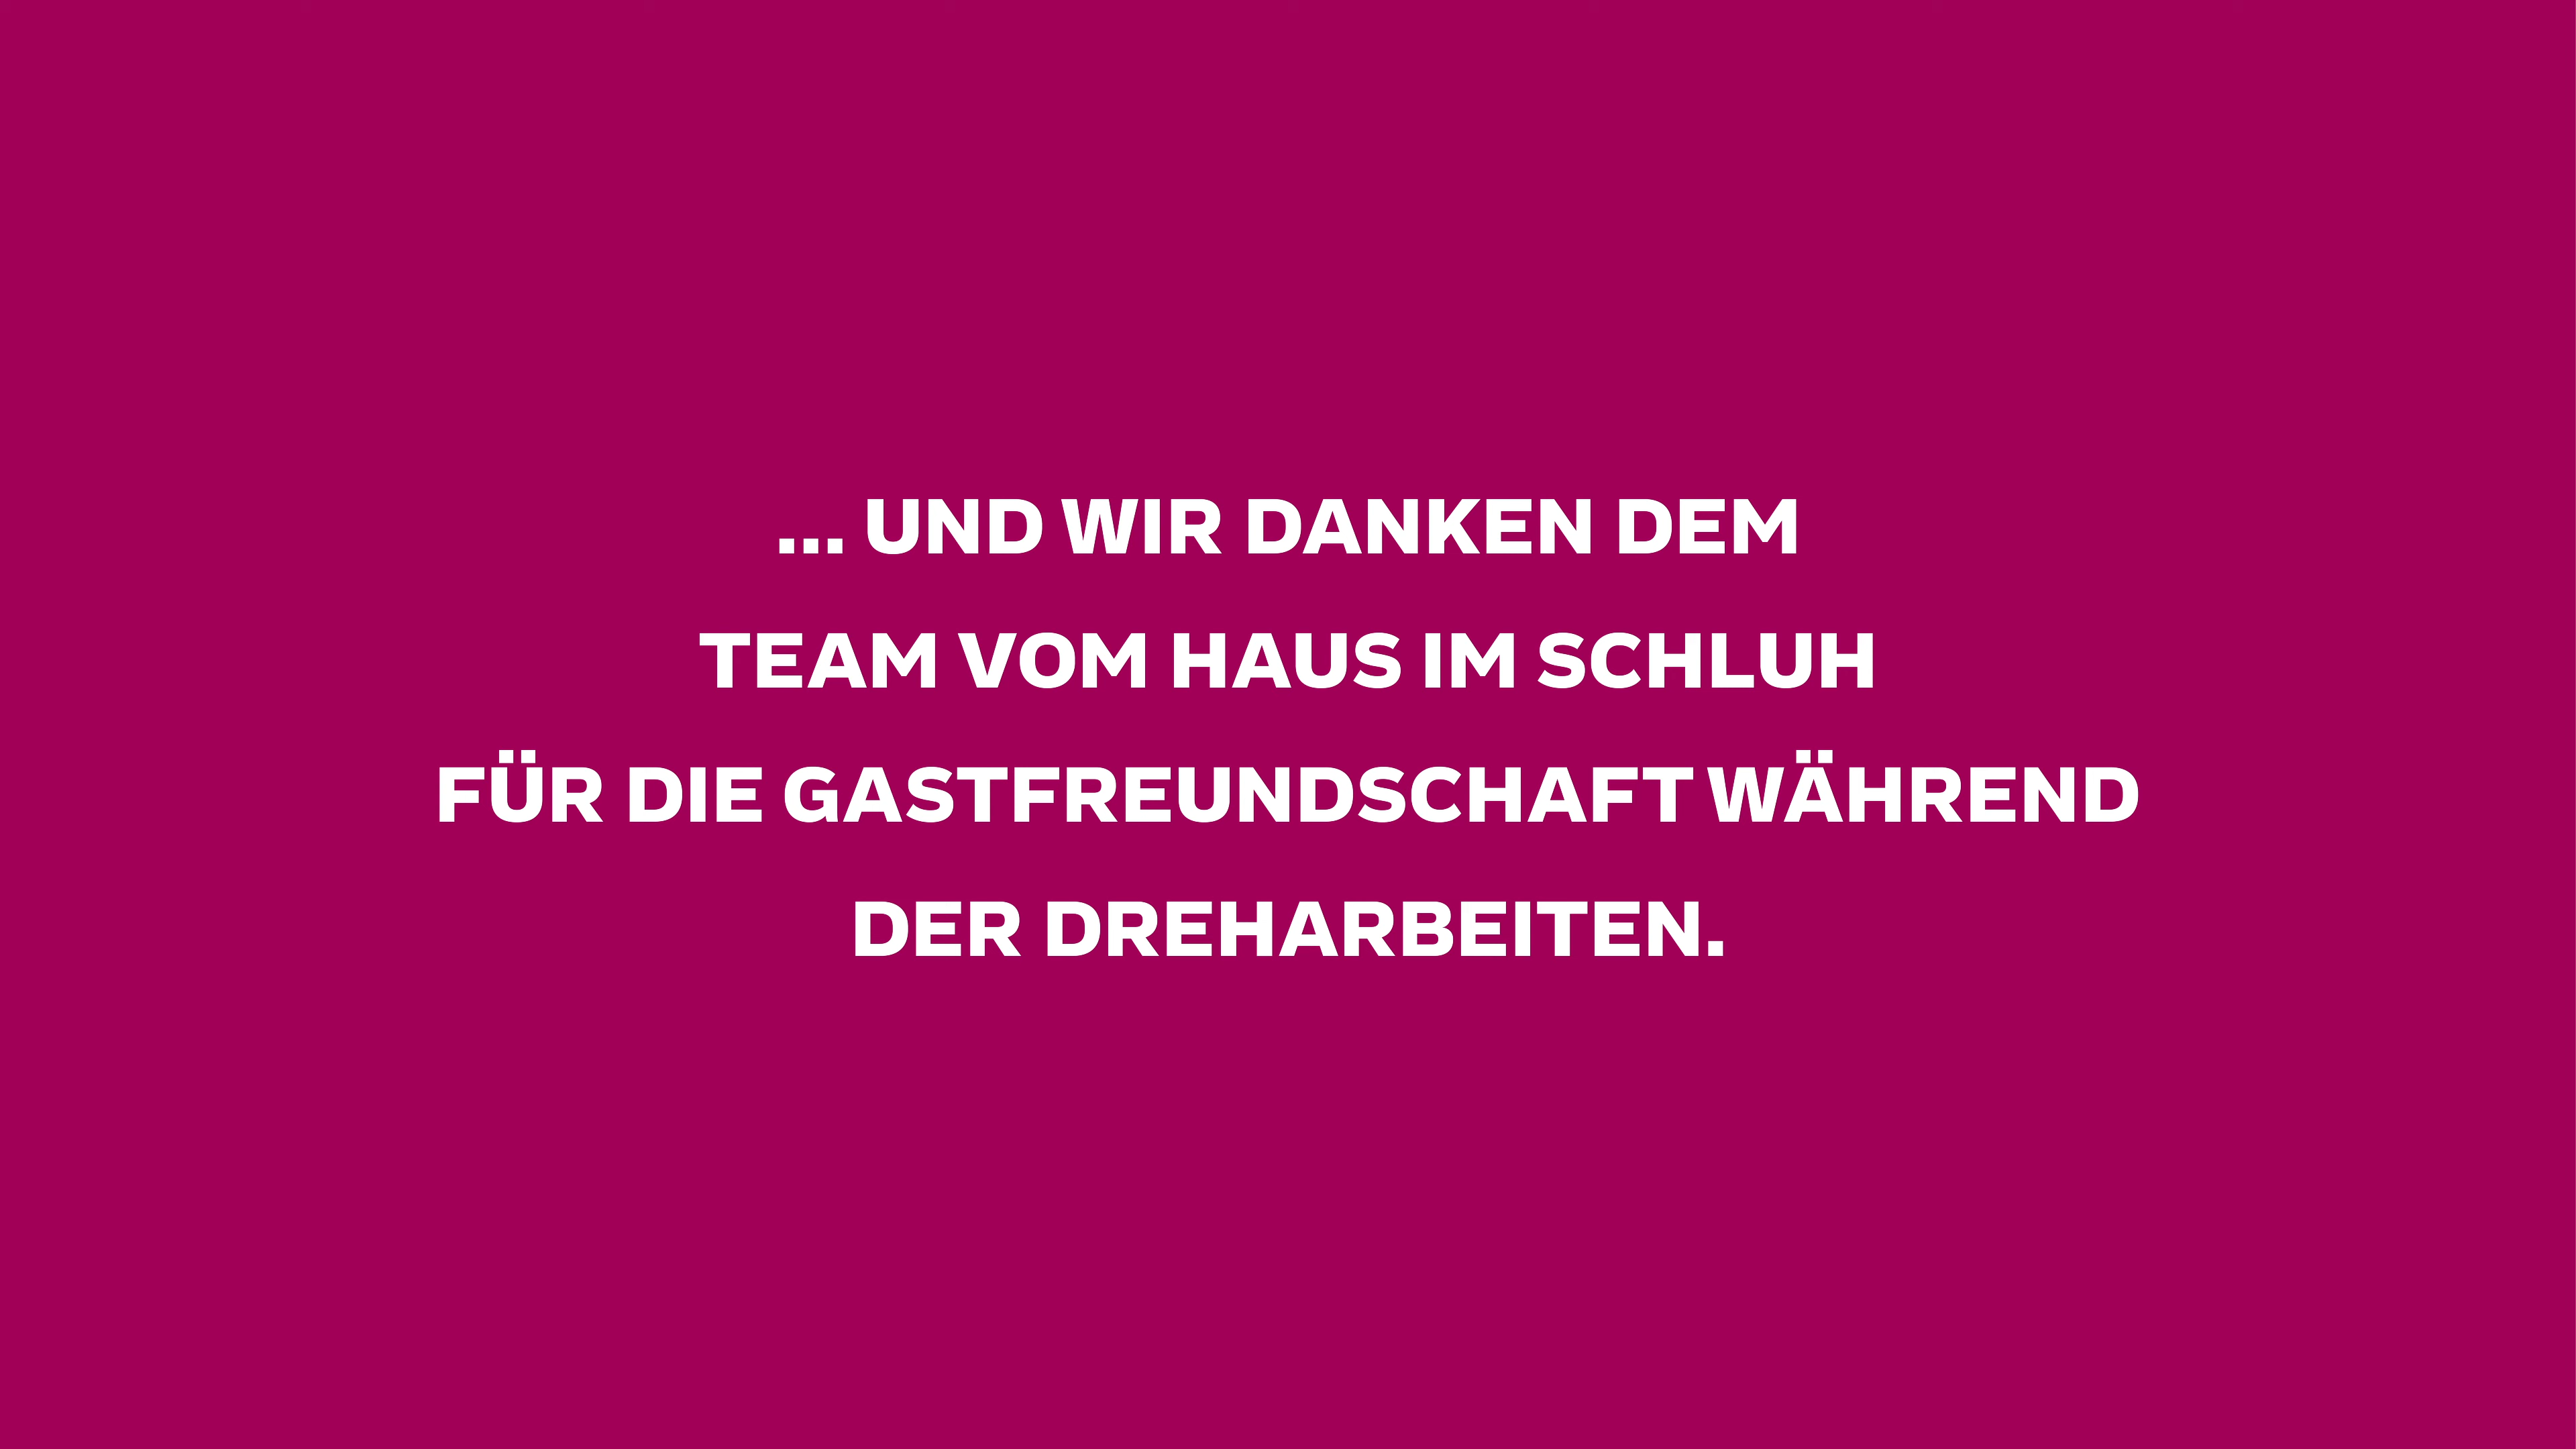 ... UND WIR DANKEN DEM
TEAM VOM HAUS IM SCHLUH
FÜR DIE GASTFREUNDSCHAFT WÄHREND
DER DREHARBEITEN.